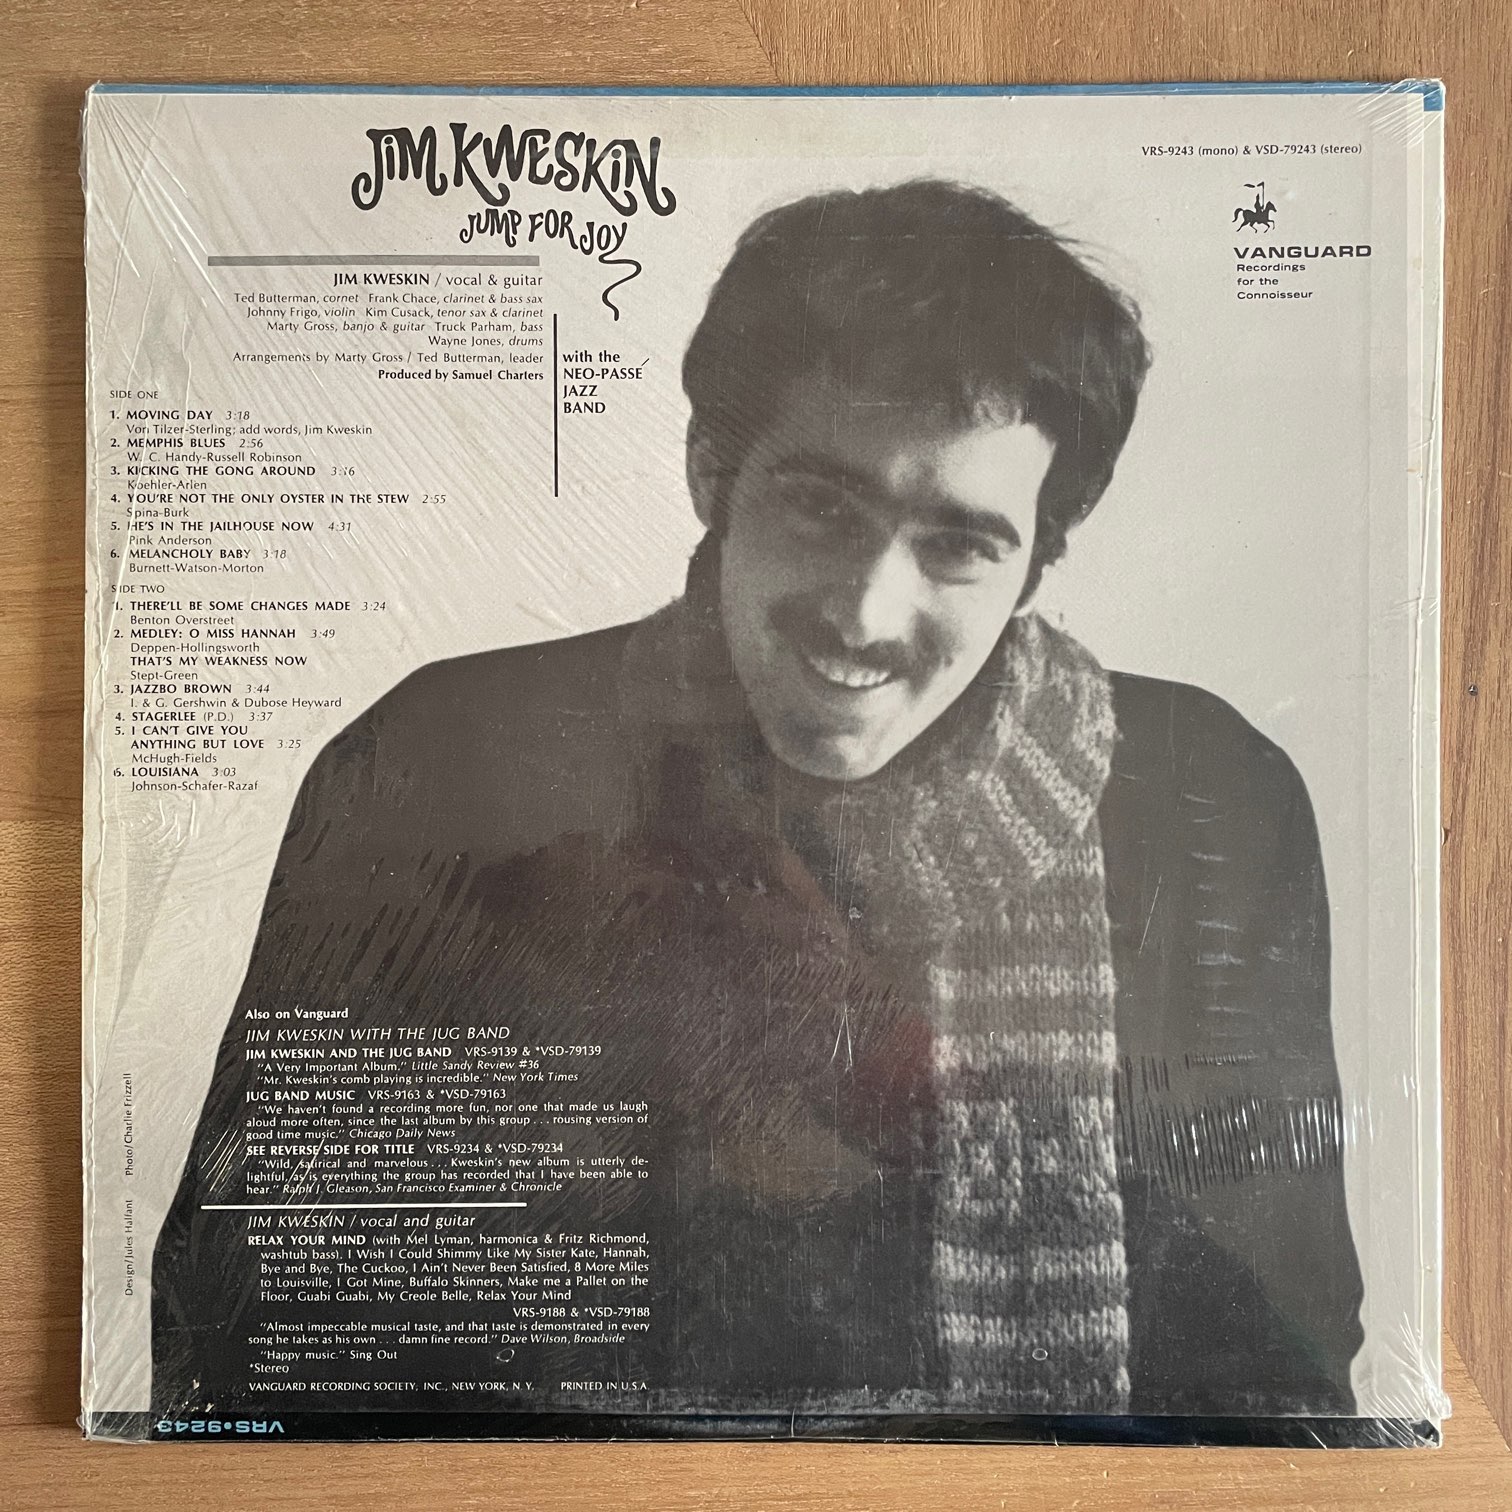 JIM KWESKIN
JUMP FOR JOY
VRS-9243 (mono) & VSD-79243 (stereo)
VANGUARD
Recordings
for the
Connoisseur
JIM KWESKIN / vocal & guitar
Ted Butterman, cornet Frank Chace, clarinet & bass sax
Johnny Frigo, violin Kim Cusack, tenor sax & clarinet
Marty Gross, banjo & guitar Truck Parham, bass
Wayne Jones, drums
Arrangements by Marty Gross / Ted Butterman, leader
Produced by Samuel Charters
with the
NEO-PASSÉ
JAZZ
BAND
SIDE ONE
1. MOVING DAY 3:18
Von Tilzer-Sterling; add words, Jim Kweskin
2. MEMPHIS BLUES 2:56
W. C. Handy-Russell Robinson
3. KICKING THE GONG AROUND
Koehler-Arlen
4. YOU'RE NOT THE ONLY OYSTER IN THE STEW 2:55
Spina-Burk
5. HE'S IN THE JAILHOUSE NOW 4:31
Pink Anderson
6. MELANCHOLY BABY 3:18
Burnett-Watson-Morton
SIDE TWO
1. THERE'LL BE SOME CHANGES MADE 3:24
Benton Overstreet
2. MEDLEY: O MISS HANNAH 3:49
Deppen-Hollingsworth
THAT'S MY WEAKNESS NOW
Stept-Green
3. JAZZBO BROWN 3:44
I. & G. Gershwin & Dubose Heyward
4. STAGERLEE (P.D.) 3:37
5. I CAN'T GIVE YOU
ANYTHING BUT LOVE 3:25
McHugh-Fields
6. LOUISIANA 3:03
Johnson-Schafer-Razaf
Also on Vanguard
JIM KWESKIN WITH THE JUG BAND
JIM KWESKIN AND THE JUG BAND VRS-9139 & *VSD-79139
"A Very Important Album." Little Sandy Review #36
"Mr. Kweskin's comb playing is incredible." New York Times
JUG BAND MUSIC VRS-9163 & *VSD-79163
"We haven't found a recording more fun, nor one that made us laugh
aloud more often, since the last album by this group . . . rousing version of
good time music." Chicago Daily News
SEE REVERSE SIDE FOR TITLE VRS-9234 & *VSD-79234
"Wild, satirical and marvelous . . . Kweskin's new album is utterly de-
lightful, as is everything the group has recorded that I have been able to
hear." Ralph J. Gleason, San Francisco Examiner & Chronicle
JIM KWESKIN / vocal and guitar
RELAX YOUR MIND (with Mel Lyman, harmonica & Fritz Richmond,
washtub bass). I Wish I Could Shimmy Like My Sister Kate, Hannah,
Bye and Bye, The Cuckoo, I Ain't Never Been Satisfied, 8 More Miles
to Louisville, I Got Mine, Buffalo Skinners, Make me a Pallet on the
Floor, Guabi Guabi, My Creole Belle, Relax Your Mind
VRS-9188 & *VSD-79188
"Almost impeccable musical taste, and that taste is demonstrated in every
song he takes as his own . . . damn fine record." Dave Wilson, Broadside
"Happy music." Sing Out
*Stereo
VANGUARD RECORDING SOCIETY, INC., NEW YORK, N. Y. PRINTED IN U.S.A.
Design/Jules Halfant Photo/Charlie Frizzell
VRS•9243